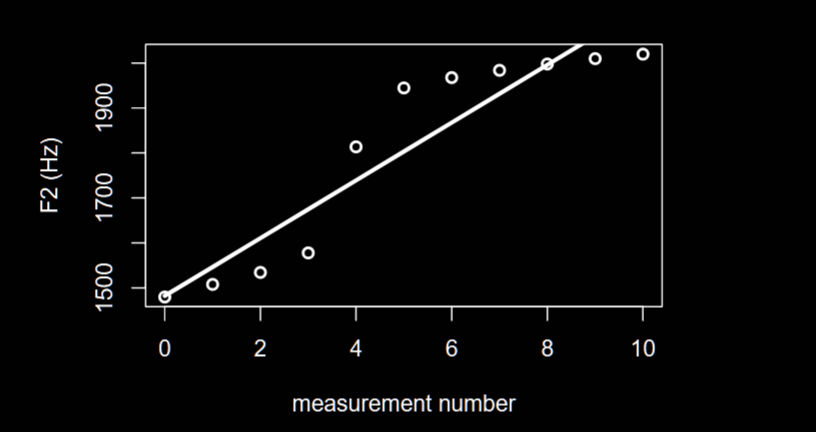 F2 (Hz)
1900
1700
1500
0 2 4 6 8 10
measurement number